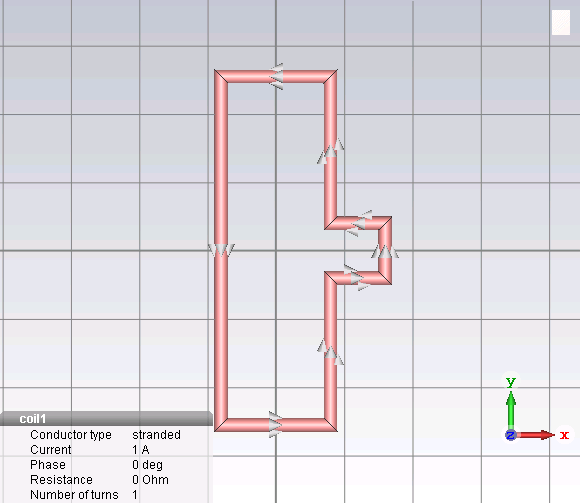 y
z
x
coil1
Conductor type stranded
Current 1 A
Phase 0 deg
Resistance 0 Ohm
Number of turns 1